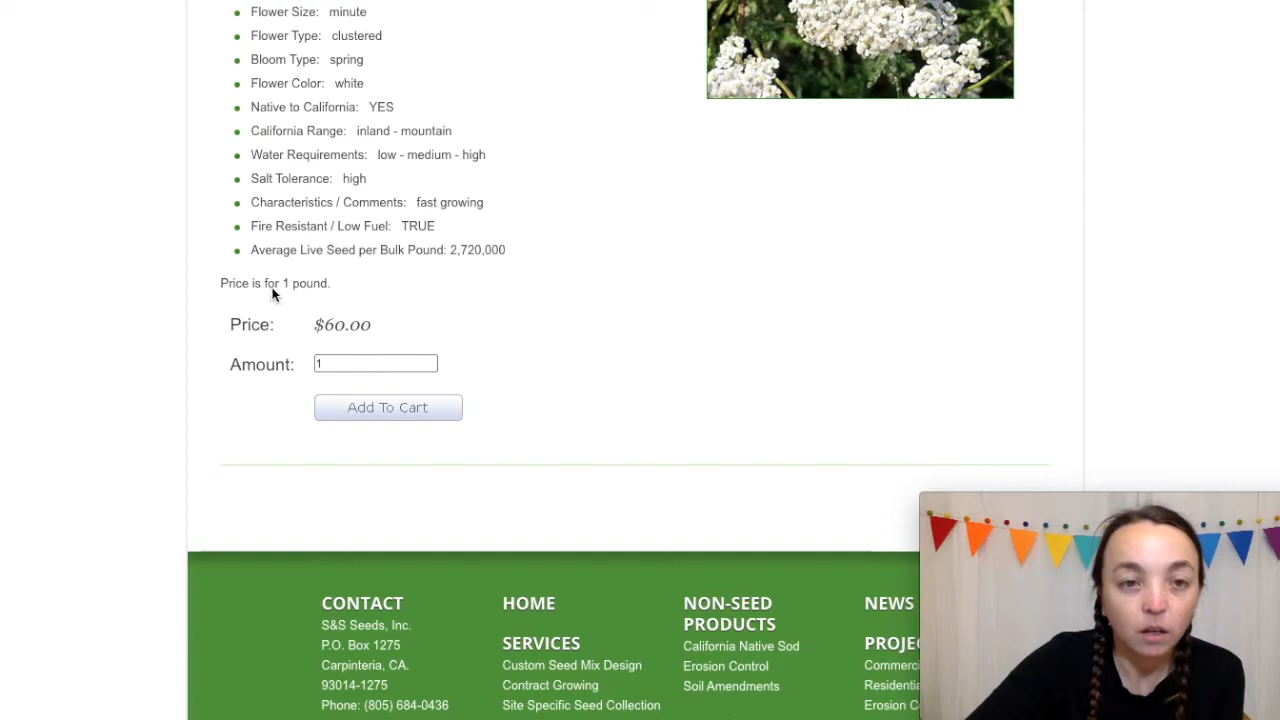 Flower Size: minute
Flower Type: clustered
Bloom Type: spring
Flower Color: white
Native to California: YES
California Range: inland - mountain
Water Requirements: low - medium - high
Salt Tolerance: high
Characteristics / Comments: fast growing
Fire Resistant / Low Fuel: TRUE
Average Live Seed per Bulk Pound: 2,720,000
Price is for 1 pound.
Price: $60.00
Amount: 1
Add To Cart
CONTACT
S&S Seeds, Inc.
P.O. Box 1275
Carpinteria, CA.
93014-1275
Phone: (805) 684-0436
HOME
SERVICES
Custom Seed Mix Design
Contract Growing
Site Specific Seed Collection
NON-SEED
PRODUCTS
California Native Sod
Erosion Control
Soil Amendments
NEWS